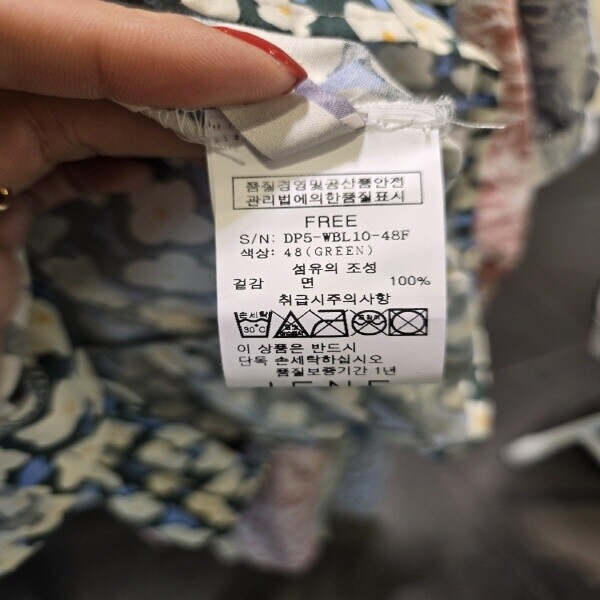 품질경영및공산품안전
관리법에의한품질표시
FREE
S/N: DP5-WBL10-48F
색상: 48(GREEN)
섬유의 조성
겉감 면 100%
취급시주의사항
손세탁
30℃
이 상품은 반드시
단독 손세탁하십시오
품질보증기간 1년